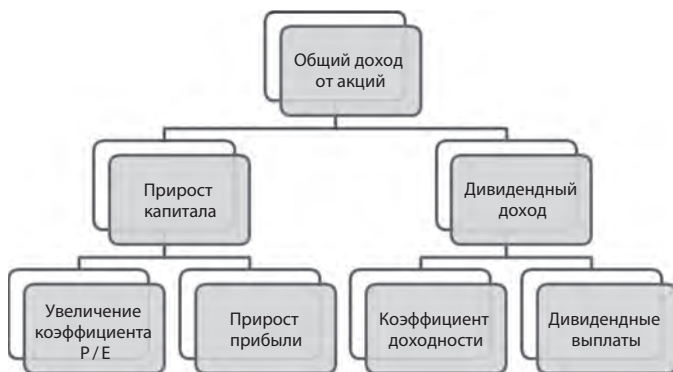 Общий доход
от акций
Прирост
капитала
Дивидендный
доход
Увеличение
коэффициента
P / E
Прирост
прибыли
Коэффициент
доходности
Дивидендные
выплаты